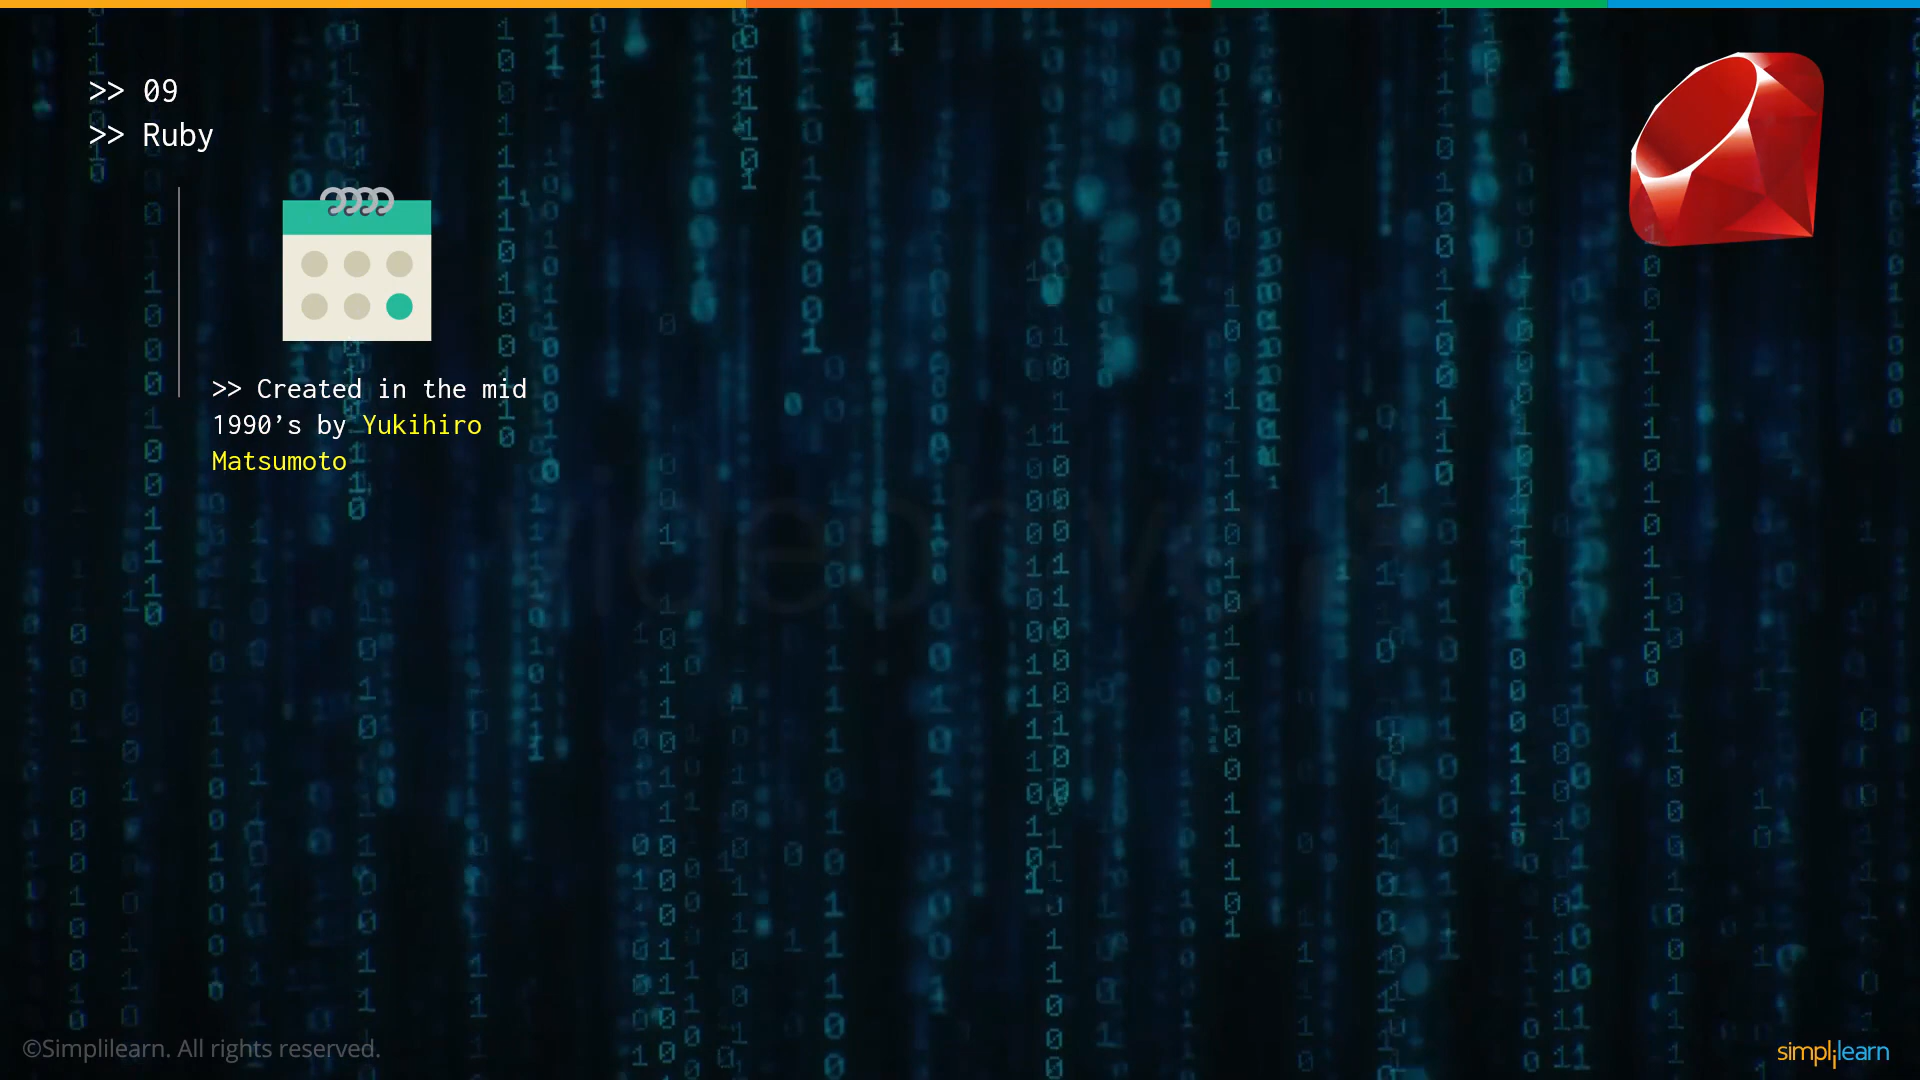 >> 09
>> Ruby
>> Created in the mid
1990’s by Yukihiro
Matsumoto
©Simplilearn. All rights reserved.
simplilearn